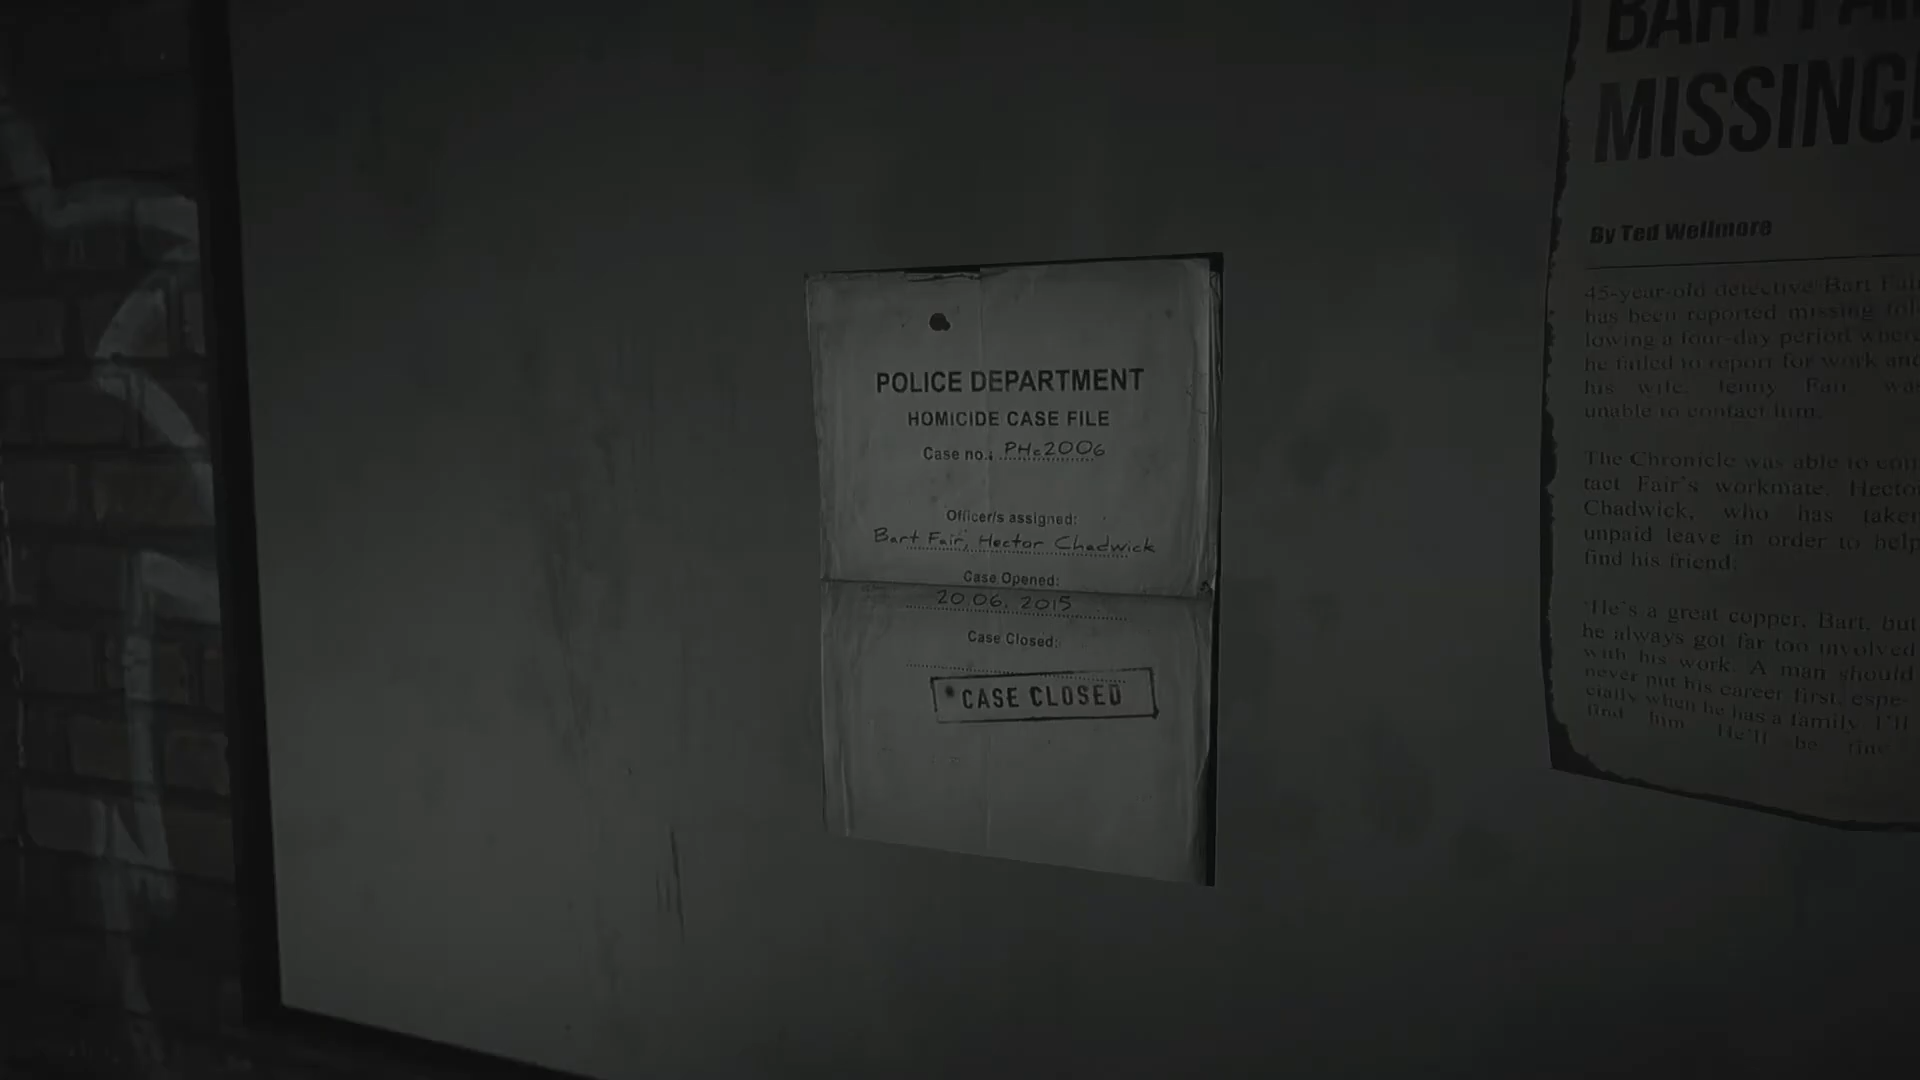 POLICE DEPARTMENT
HOMICIDE CASE FILE
Case no.: PHc2006
Officer/s assigned:
Bart Fair, Hector Chadwick
Case Opened:
20.06.2015
Case Closed:
CASE CLOSED
MISSING!
By Ted Wellmore
45-year-old detective Bart
has been reported missing fol
lowing a four-day period where
he failed to report for work and
his wife, Jenny Fair, was
unable to contact him.
The Chronicle was able to con
tact Fair's workmate, Hector
Chadwick, who has taken
unpaid leave in order to help
find his friend:
'He's a great copper, Bart, but
he always got far too involved
with his work. A man should
never put his career first, espe-
cially when he has a family. I'll
find him. He'll be